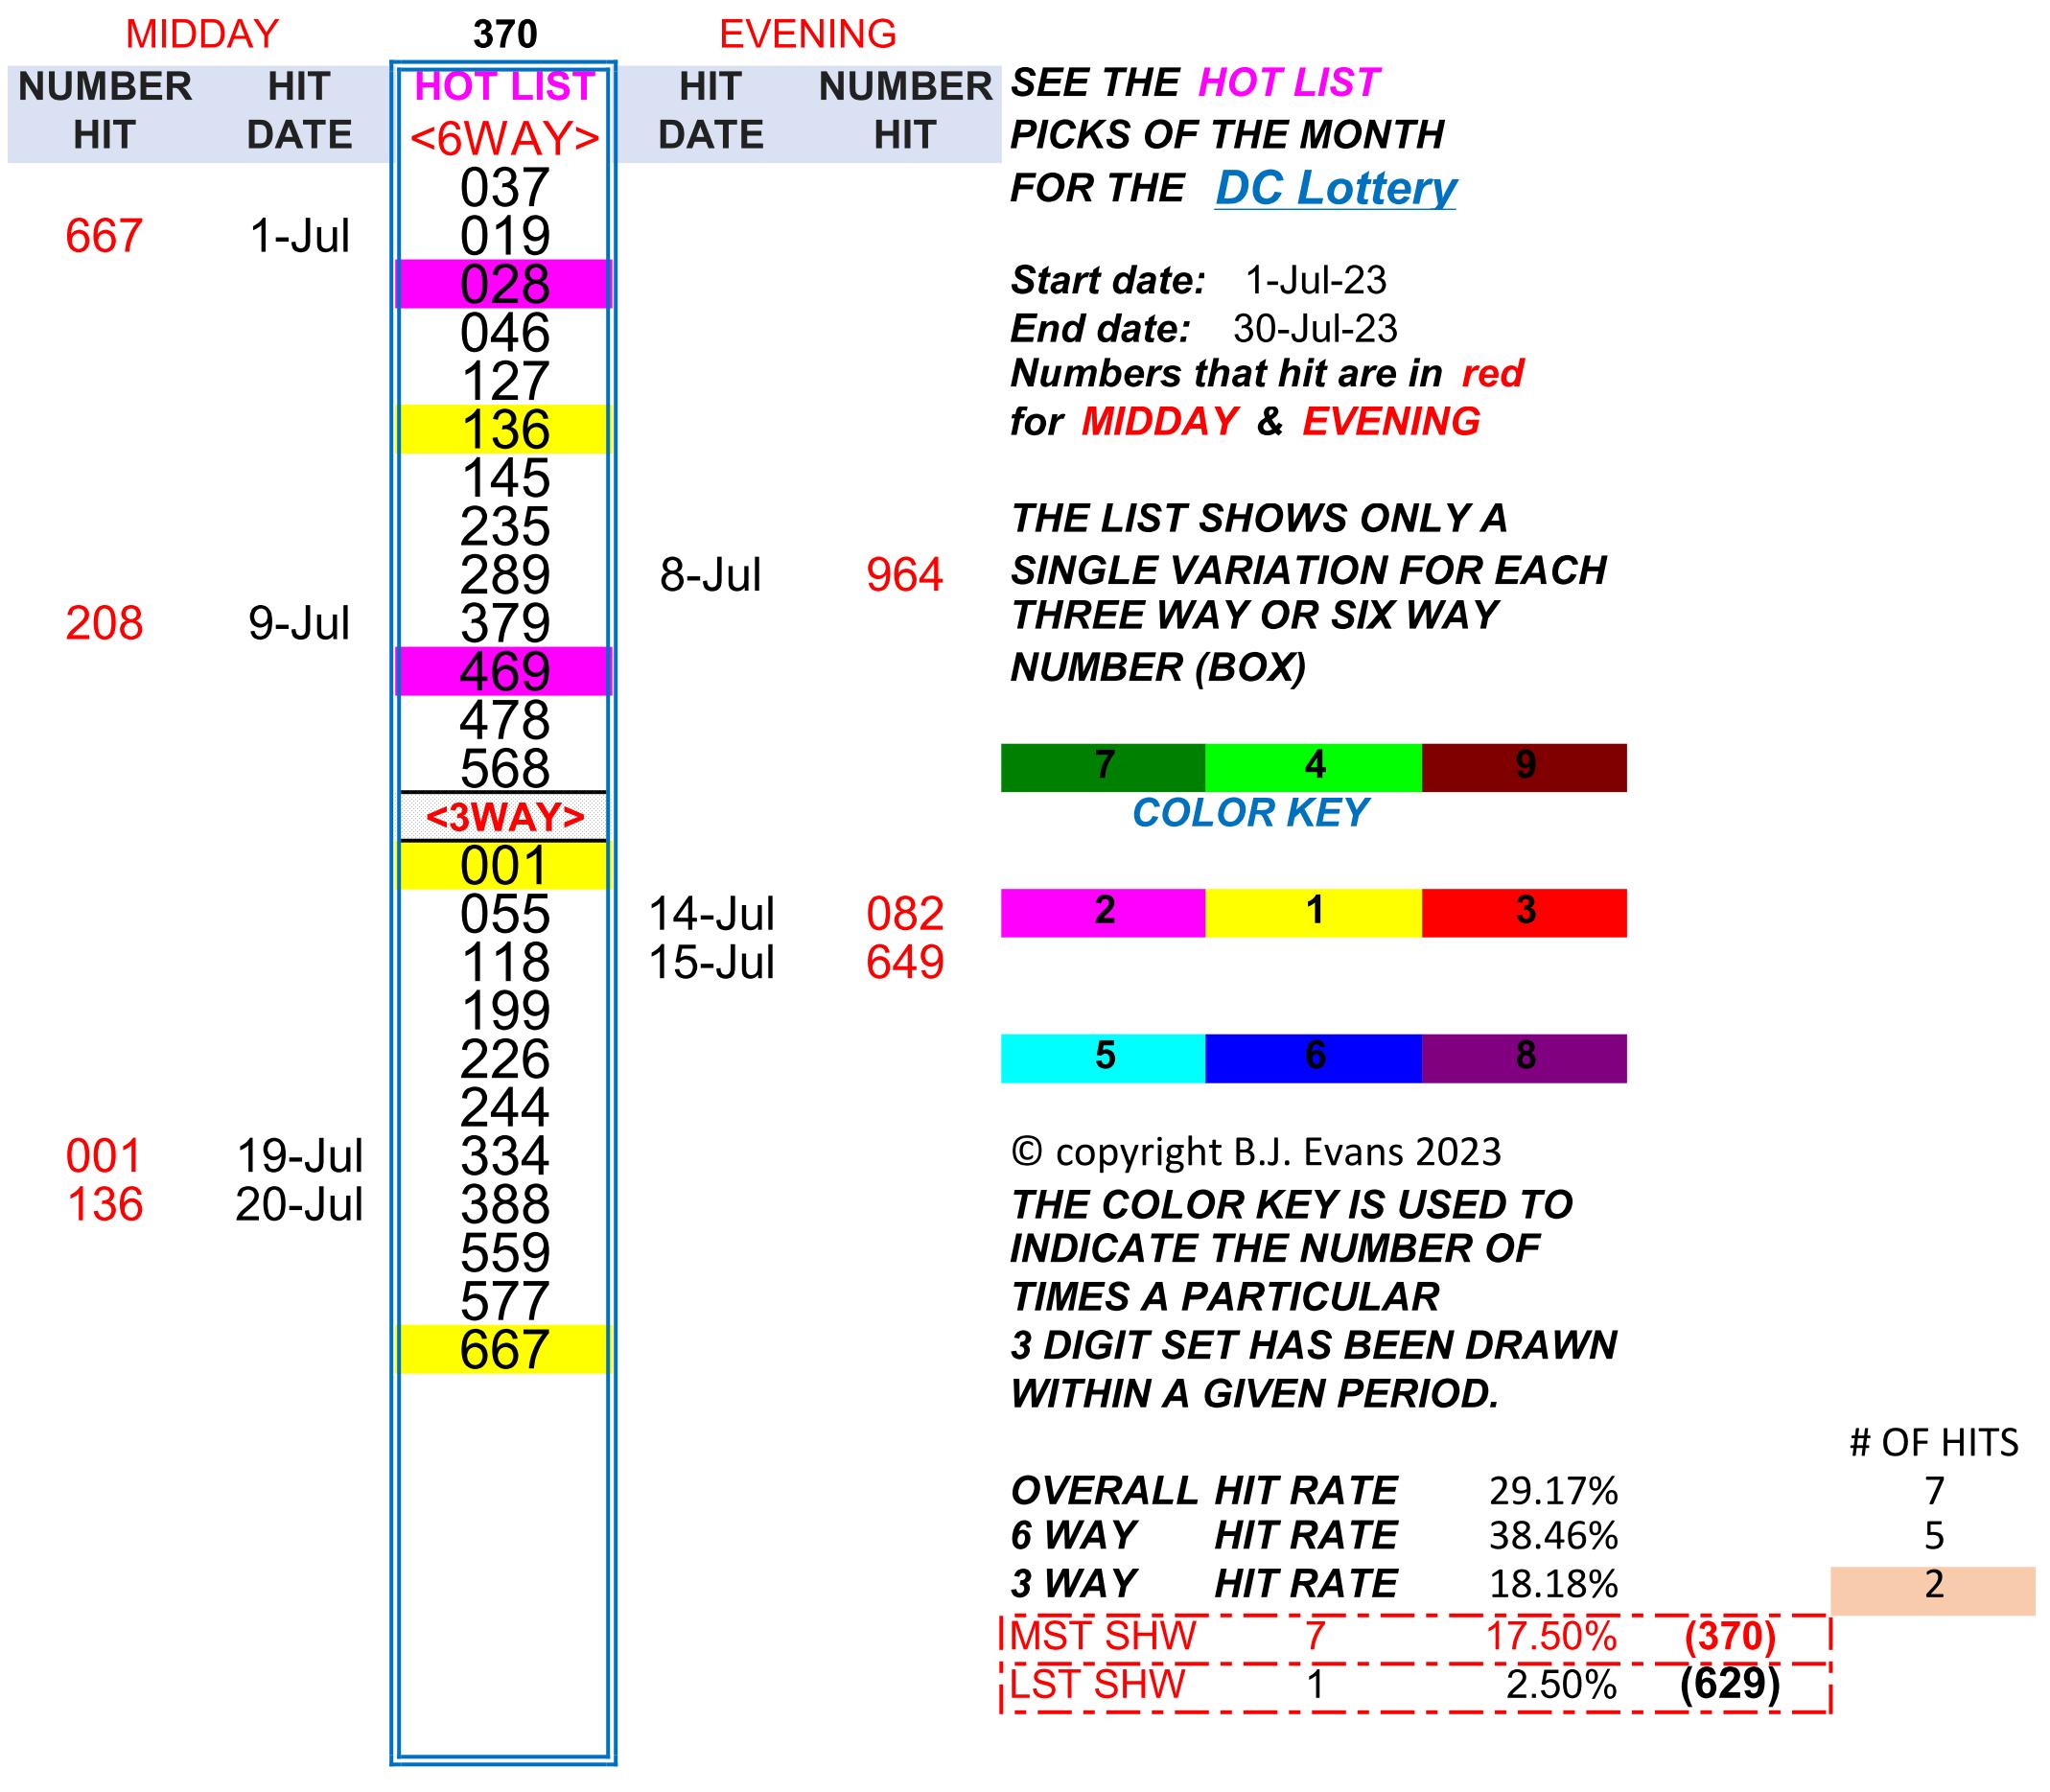 MIDDAY 370 EVENING
NUMBER HIT HOT LIST HIT NUMBER
HIT DATE <6WAY> DATE HIT
037
667 1-Jul 019
028
046
127
136
145
235
289 8-Jul 964
208 9-Jul 379
469
478
568
<3WAY>
001
055 14-Jul 082
118 15-Jul 649
199
226
244
001 19-Jul 334
136 20-Jul 388
559
577
667
SEE THE HOT LIST
PICKS OF THE MONTH
FOR THE DC Lottery
Start date: 1-Jul-23
End date: 30-Jul-23
Numbers that hit are in red
for MIDDAY & EVENING
THE LIST SHOWS ONLY A
SINGLE VARIATION FOR EACH
THREE WAY OR SIX WAY
NUMBER (BOX)
7 4 9
COLOR KEY
2 1 3
5 6 8
© copyright B.J. Evans 2023
THE COLOR KEY IS USED TO
INDICATE THE NUMBER OF
TIMES A PARTICULAR
3 DIGIT SET HAS BEEN DRAWN
WITHIN A GIVEN PERIOD.
# OF HITS
OVERALL HIT RATE 29.17% 7
6 WAY HIT RATE 38.46% 5
3 WAY HIT RATE 18.18% 2
MST SHW 7 17.50% (370)
LST SHW 1 2.50% (629)